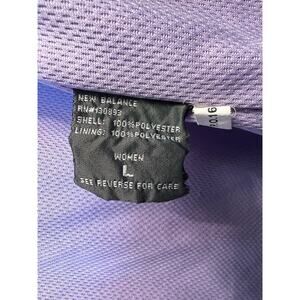 NEW BALANCE
RN#130893
SHELL: 100%POLYESTER
LINING: 100%POLYESTER
WOMEN
L
SEE REVERSE FOR CARE